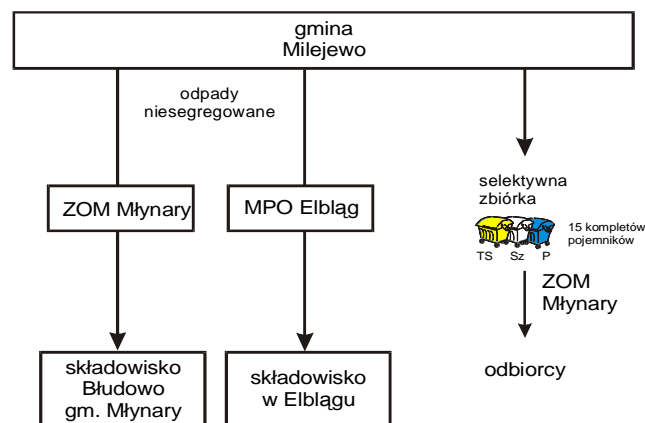 gmina
Milejewo
odpady
niesegregowane
ZOM Młynary
MPO Elbląg
selektywna
zbiórka
15 kompletów
pojemników
TS Sz P
ZOM
Młynary
składowisko
Błudowo
gm. Młynary
składowisko
w Elblągu
odbiorcy